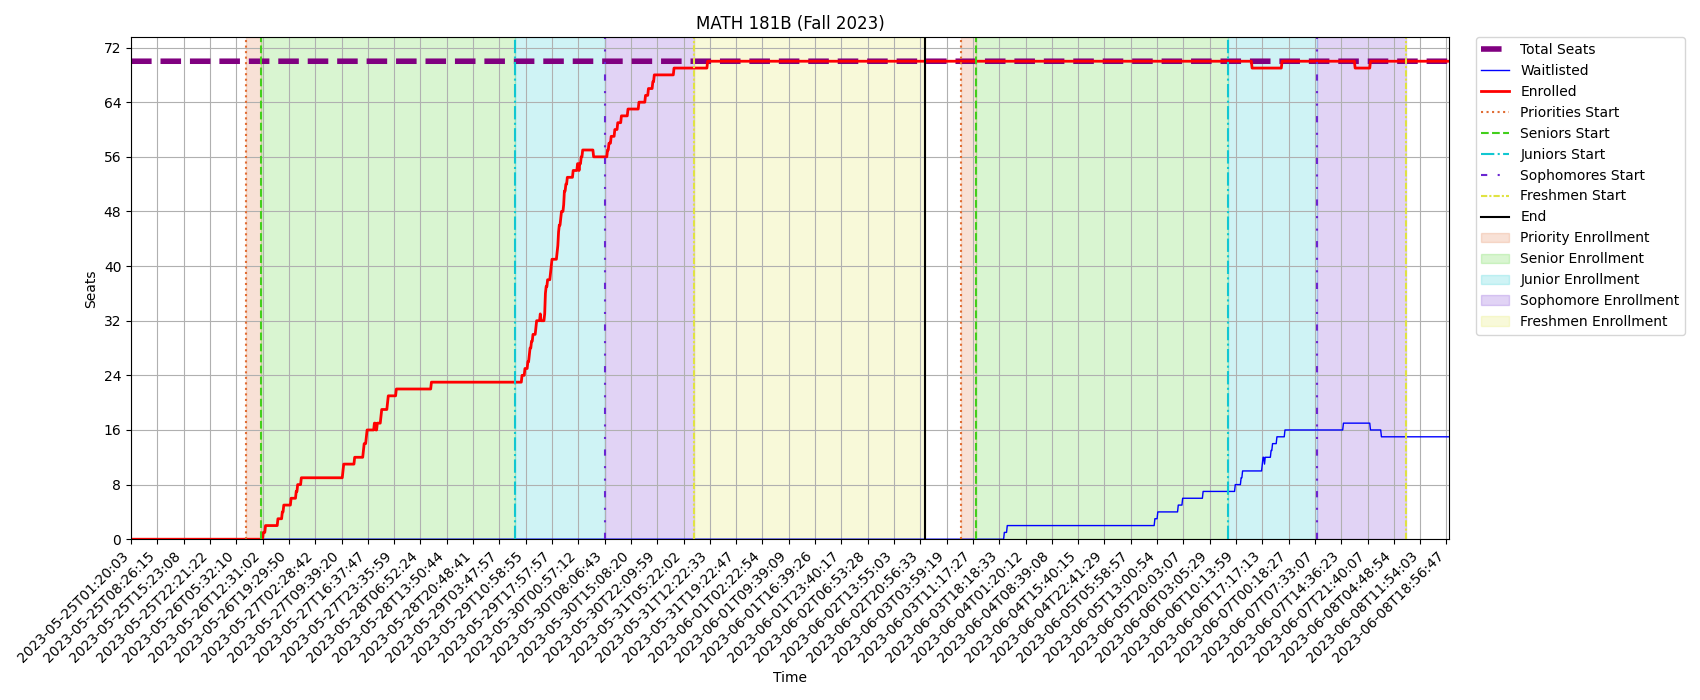 MATH 181B (Fall 2023)
Seats
72
64
56
48
40
32
24
16
8
0
2023-05-25T01:20:03
2023-05-25T08:26:15
2023-05-25T15:23:08
2023-05-25T22:21:22
2023-05-26T05:32:10
2023-05-26T12:31:02
2023-05-26T19:29:50
2023-05-27T02:28:42
2023-05-27T09:39:20
2023-05-27T16:37:47
2023-05-27T23:35:59
2023-05-28T06:52:24
2023-05-28T13:50:44
2023-05-28T20:48:41
2023-05-29T03:47:57
2023-05-29T10:58:55
2023-05-29T17:57:57
2023-05-30T00:57:12
2023-05-30T08:06:43
2023-05-30T15:08:20
2023-05-30T22:09:59
2023-05-31T05:22:02
2023-05-31T12:22:33
2023-05-31T19:22:47
2023-06-01T02:22:54
2023-06-01T09:39:09
2023-06-01T16:39:26
2023-06-01T23:40:17
2023-06-02T06:53:28
2023-06-02T13:55:03
2023-06-02T20:56:33
2023-06-03T03:59:19
2023-06-03T11:17:27
2023-06-03T18:18:33
2023-06-04T01:20:12
2023-06-04T08:39:08
2023-06-04T15:40:15
2023-06-04T22:41:29
2023-06-05T05:58:57
2023-06-05T13:00:54
2023-06-05T20:03:07
2023-06-06T03:05:29
2023-06-06T10:13:59
2023-06-06T17:17:13
2023-06-07T00:18:27
2023-06-07T07:33:07
2023-06-07T14:36:23
2023-06-07T21:40:07
2023-06-08T04:48:54
2023-06-08T11:54:03
2023-06-08T18:56:47
Time
Total Seats
Waitlisted
Enrolled
Priorities Start
Seniors Start
Juniors Start
Sophomores Start
Freshmen Start
End
Priority Enrollment
Senior Enrollment
Junior Enrollment
Sophomore Enrollment
Freshmen Enrollment